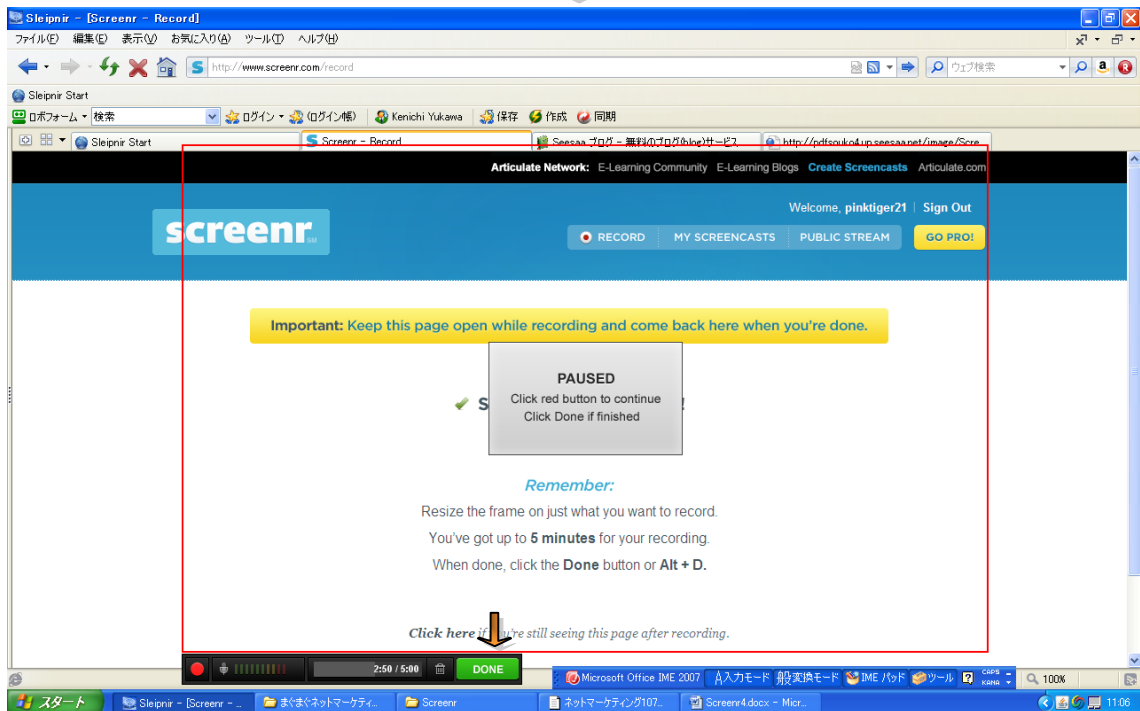 Sleipnir - [Screenr - Record]
ファイル(F) 編集(E) 表示(V) お気に入り(A) ツール(T) ヘルプ(H)
S http://www.screenr.com/record ウェブ検索
Sleipnir Start
ロボフォーム 検索 ログイン (ログイン帳) Kenichi Yukawa 保存 作成 同期
Sleipnir Start Screenr - Record Seesaa ブログ - 無料のブログ(blog)サービス http://pdfsouko4.up.seesaa.net/image/Scre
Articulate Network: E-Learning Community E-Learning Blogs Create Screencasts Articulate.com
Welcome, pinktiger21 | Sign Out
screenr SM
RECORD MY SCREENCASTS PUBLIC STREAM GO PRO!
Important: Keep this page open while recording and come back here when you're done.
PAUSED
Click red button to continue
S !
Click Done if finished
Remember:
Resize the frame on just what you want to record.
You've got up to 5 minutes for your recording.
When done, click the Done button or Alt + D.
Click here if you're still seeing this page after recording.
2:50 / 5:00 DONE
Microsoft Office IME 2007 A入力モード 般変換モード IME パッド ツール CAPS KANA 100%
スタート Sleipnir - [Screenr - ... まぐまぐネットマーケティ... Screenr ネットマーケティング107... Screenr4.docx - Micr... 11:06